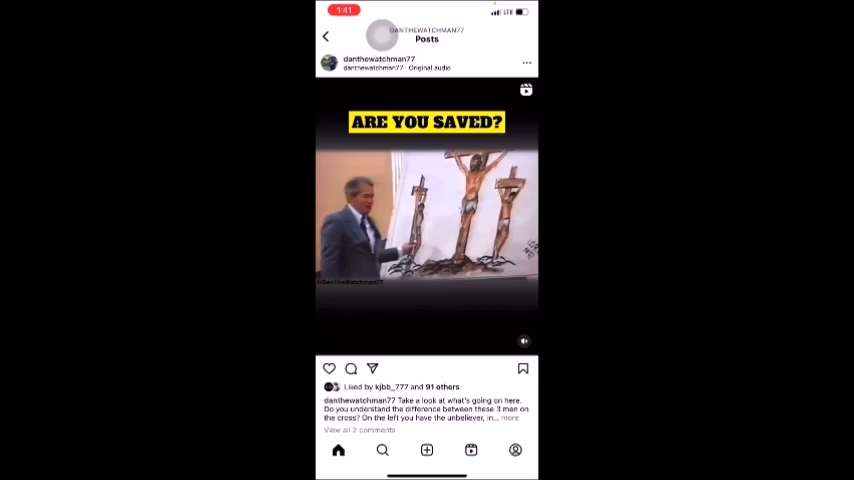 1:41
LTE
DANTHEWATCHMAN77
Posts
danthewatchman77
danthewatchman77 · Original audio
ARE YOU SAVED?
@DanTheWatchman77
Liked by kjbb_777 and 91 others
danthewatchman77 Take a look at what's going on here.
Do you understand the difference between these 3 men on
the cross? On the left you have the unbeliever, in... more
View all 2 comments